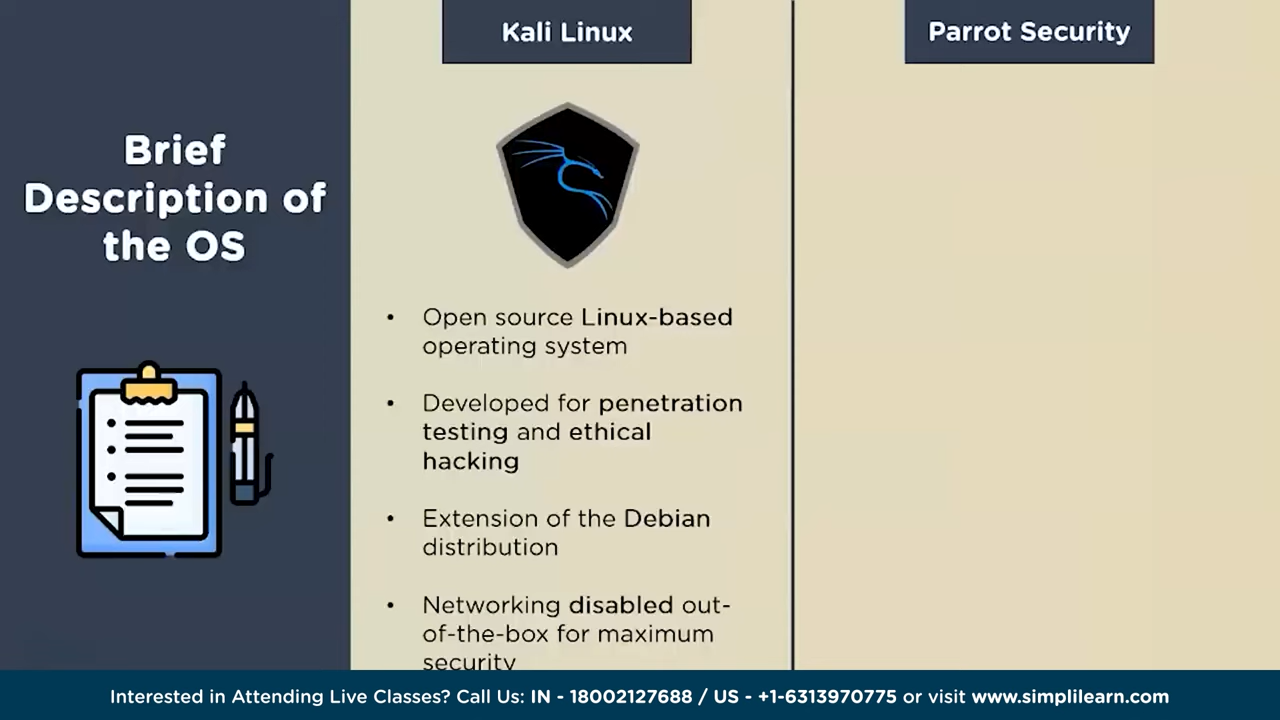 Brief
Description of
the OS
Kali Linux
• Open source Linux-based
operating system
• Developed for penetration
testing and ethical
hacking
• Extension of the Debian
distribution
• Networking disabled out-
of-the-box for maximum
security
Parrot Security
Interested in Attending Live Classes? Call Us: IN - 18002127688 / US - +1-6313970775 or visit www.simplilearn.com